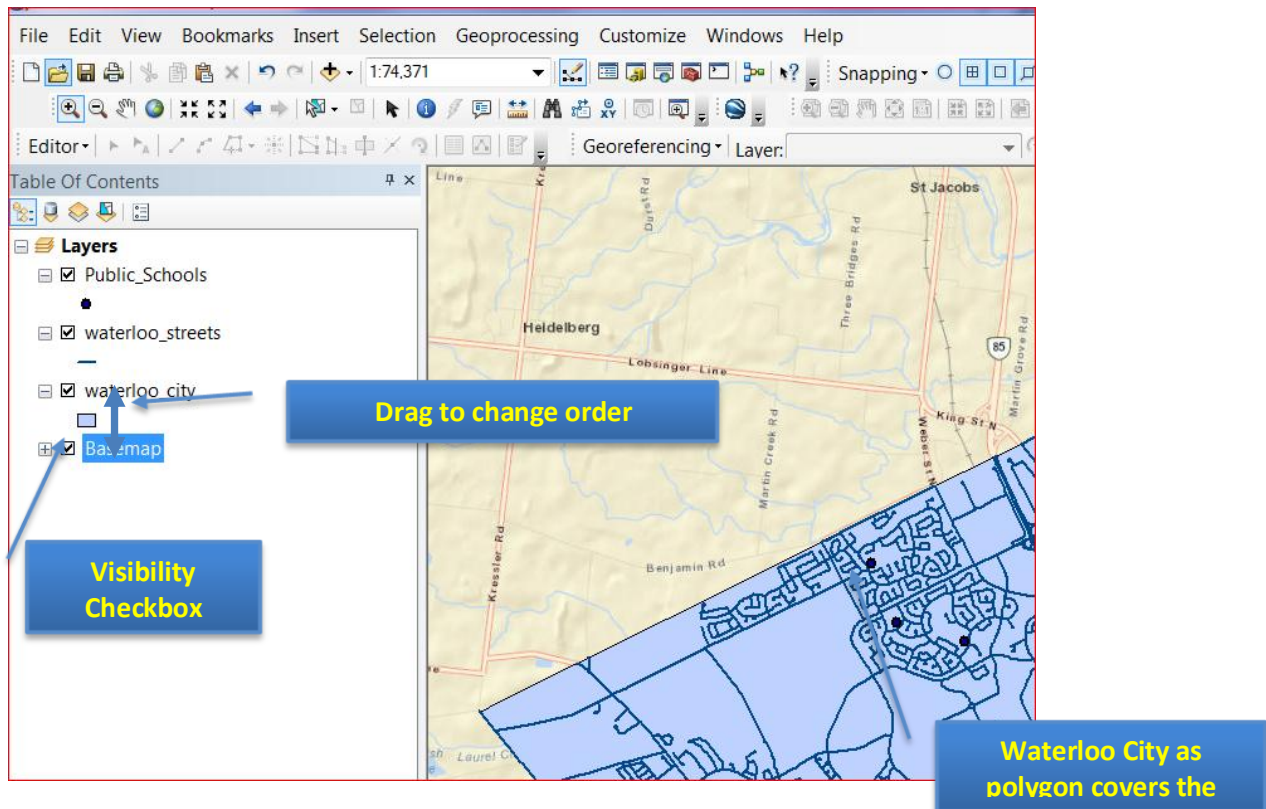 File Edit View Bookmarks Insert Selection Geoprocessing Customize Windows Help
1:74,371
Snapping
Editor
Georeferencing
Layer:
Table Of Contents
Layers
Public_Schools
waterloo_streets
waterloo_city
Basemap
Drag to change order
Visibility
Checkbox
Line
Durst Rd
St Jacobs
Three Bridges Rd
Heidelberg
Lobsinger Line
85
Martin Grove Rd
King St N
Weber St N
Martin Creek Rd
Kressler Rd
Benjamin Rd
Laurel
Waterloo City as
polygon covers the